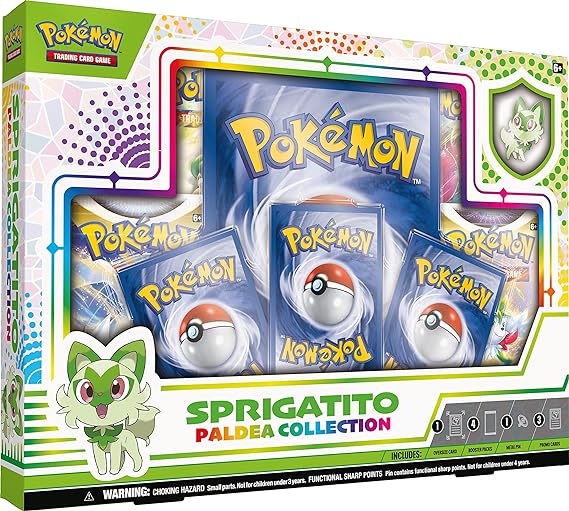 POKéMON
TRADING CARD GAME
6+
SPRIGATITO
PALDEA COLLECTION
POKéMON
TM
6+
POKéMON
POKéMON
POKéMON
POKéMON
POKéMON
POKéMON
SPRIGATITO
PALDEA COLLECTION
INCLUDES:
1 OVERSIZE CARD
4 BOOSTER PACKS
1 METAL PIN
3 PROMO CARDS
WARNING: CHOKING HAZARD Small parts. Not for children under 3 years. FUNCTIONAL SHARP POINTS Pin contains functional sharp points. Not for children under 4 years.